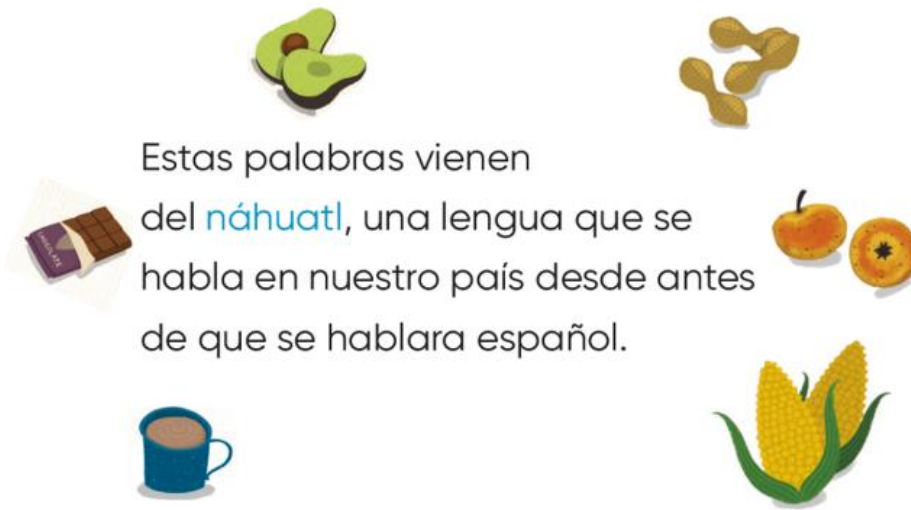 Estas palabras vienen
del náhuatl, una lengua que se
habla en nuestro país desde antes
de que se hablara español.
CHOCOLATE